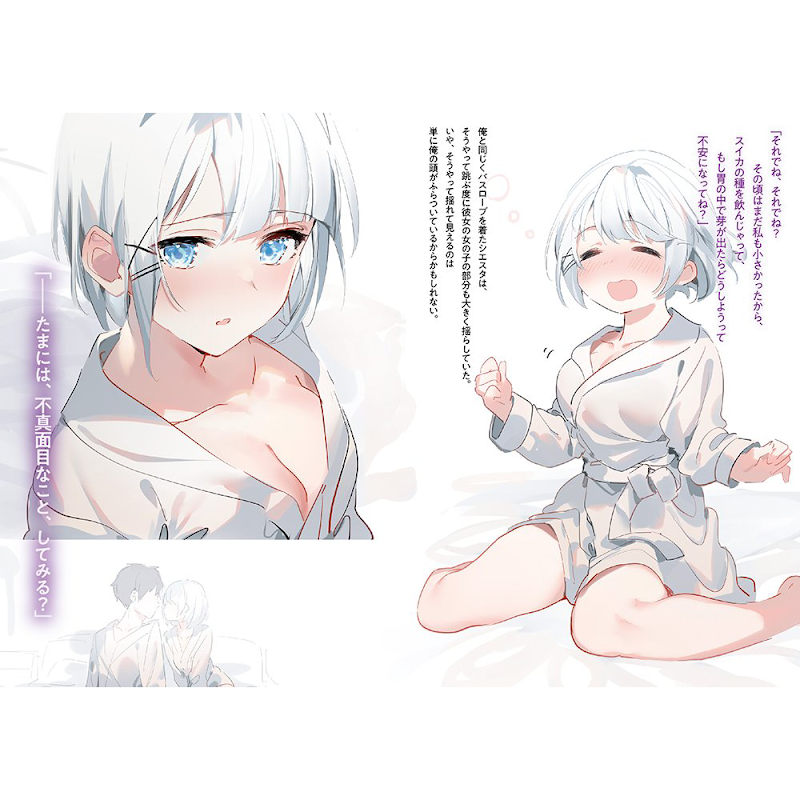 「それでね、それでね?
その頃はまだ私も小さかったから、
スイカの種を飲んじゃって、
もし胃の中で芽が出たらどうしようって
不安になってね?」
俺と同じくバスローブを着たシエスタは、
そうやって跳ぶ度に彼女の女の子の部分も大きく揺らしていた。
いや、そうやって揺れて見えるのは
単に俺の頭がふらついているからかもしれない。
「――たまには、不真面目なこと、してみる?」